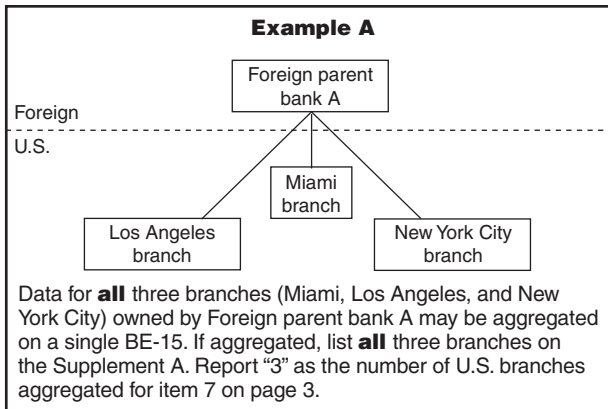 Example A
Foreign parent
bank A
Foreign
U.S.
Miami
branch
Los Angeles
branch
New York City
branch
Data for all three branches (Miami, Los Angeles, and New
York City) owned by Foreign parent bank A may be aggregated
on a single BE-15. If aggregated, list all three branches on
the Supplement A. Report “3” as the number of U.S. branches
aggregated for item 7 on page 3.